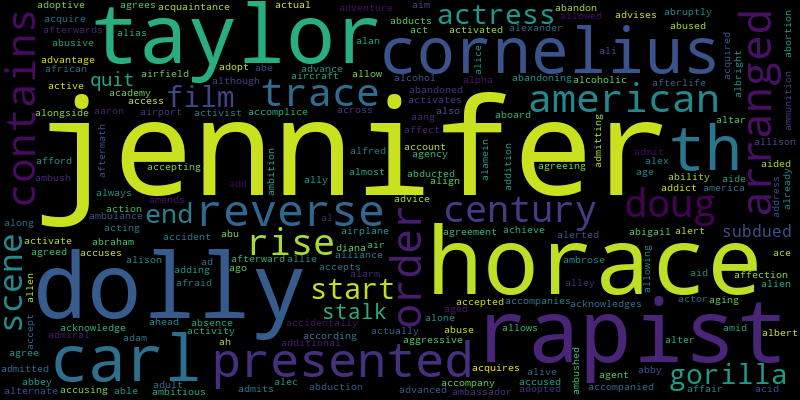 adoptive agrees acquaintance actual adventure aim abandon abruptly
acquire alias abducts activated allowed advises
afterwards alan act alexander abused
abusive taylor actress
advantage adopt advance alice cornelius ali
african airfield aircraft allow alcohol abandoned abandoning alcoholic acquired albright abortion ammunition
contains active although abe quit trace afterlife arranged
academy access film activates alpha american
alongside aaron airport activist accomplice across also aboard altar
jennifer th
aftermath aang affect account admitting admit allison
afford accepting alfred agency alamein addition agreeing alex ability aided
ambush always ambition ally almost abducted align age addict aide america address already
add amends al advice doug
along action ambulance end reverse century abigail alert subdued
activate acting accident abu airplane order agreement achieve alerted
agreed abraham rise diana air alliance ace
scene accuses alison ad afterward allie accepts ambrose allowing aid affection
allen adding ago alarm horace alley actor aging alien
dolly afraid start accepted accompanies acknowledges
acknowledge ahead absence stalk accidentally alone aged abuse allows amid albert
accept admiral adam activity according actually aggressive rapist alter
agree ah additional
admitted abbey carl presented acquires alive agent abby gorilla
adult admits alec abduction accompany accused ambushed accompanied affair acid
alternate accusing able ambitious advanced ambassador adopted